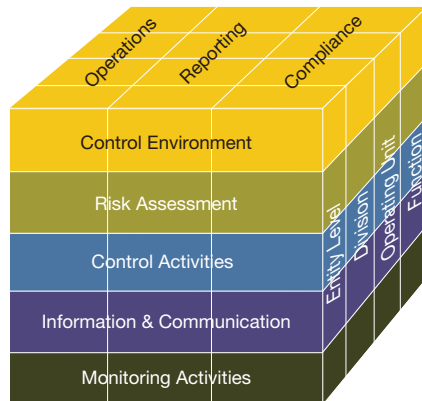 Operations
Reporting
Compliance
Control Environment
Risk Assessment
Control Activities
Information & Communication
Monitoring Activities
Entity Level
Division
Operating Unit
Function